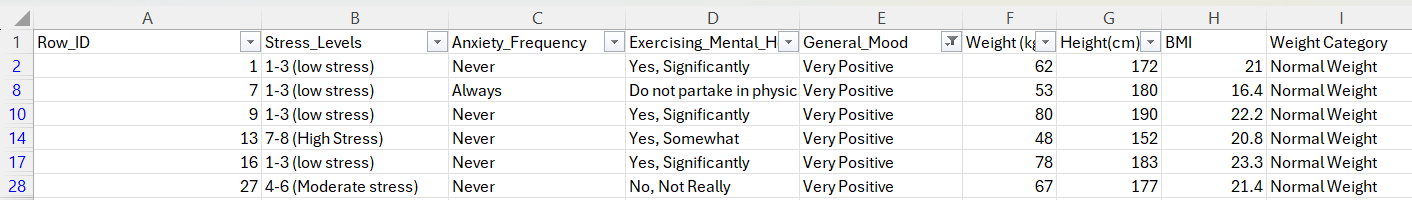 A B C D E F G H I
1 Row_ID Stress_Levels Anxiety_Frequency Exercising_Mental_H General_Mood Weight (kg Height(cm) BMI Weight Category
2 1 1-3 (low stress) Never Yes, Significantly Very Positive 62 172 21 Normal Weight
8 7 1-3 (low stress) Always Do not partake in physic Very Positive 53 180 16.4 Normal Weight
10 9 1-3 (low stress) Never Yes, Significantly Very Positive 80 190 22.2 Normal Weight
14 13 7-8 (High Stress) Never Yes, Somewhat Very Positive 48 152 20.8 Normal Weight
17 16 1-3 (low stress) Never Yes, Significantly Very Positive 78 183 23.3 Normal Weight
28 27 4-6 (Moderate stress) Never No, Not Really Very Positive 67 177 21.4 Normal Weight